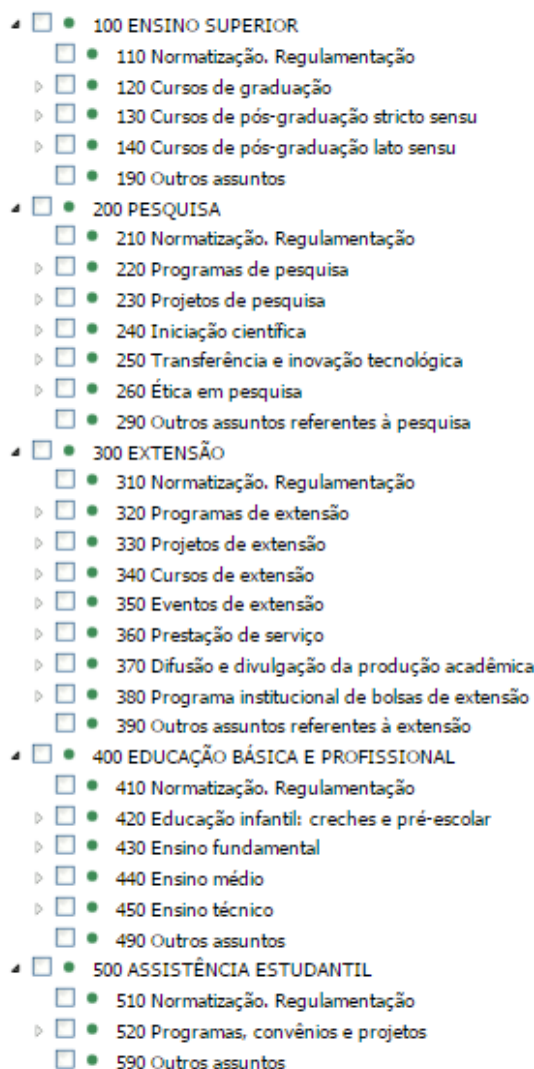 100 ENSINO SUPERIOR
110 Normatização. Regulamentação
120 Cursos de graduação
130 Cursos de pós-graduação stricto sensu
140 Cursos de pós-graduação lato sensu
190 Outros assuntos
200 PESQUISA
210 Normatização. Regulamentação
220 Programas de pesquisa
230 Projetos de pesquisa
240 Iniciação científica
250 Transferência e inovação tecnológica
260 Ética em pesquisa
290 Outros assuntos referentes à pesquisa
300 EXTENSÃO
310 Normatização. Regulamentação
320 Programas de extensão
330 Projetos de extensão
340 Cursos de extensão
350 Eventos de extensão
360 Prestação de serviço
370 Difusão e divulgação da produção acadêmica
380 Programa institucional de bolsas de extensão
390 Outros assuntos referentes à extensão
400 EDUCAÇÃO BÁSICA E PROFISSIONAL
410 Normatização. Regulamentação
420 Educação infantil: creches e pré-escolar
430 Ensino fundamental
440 Ensino médio
450 Ensino técnico
490 Outros assuntos
500 ASSISTÊNCIA ESTUDANTIL
510 Normatização. Regulamentação
520 Programas, convênios e projetos
590 Outros assuntos